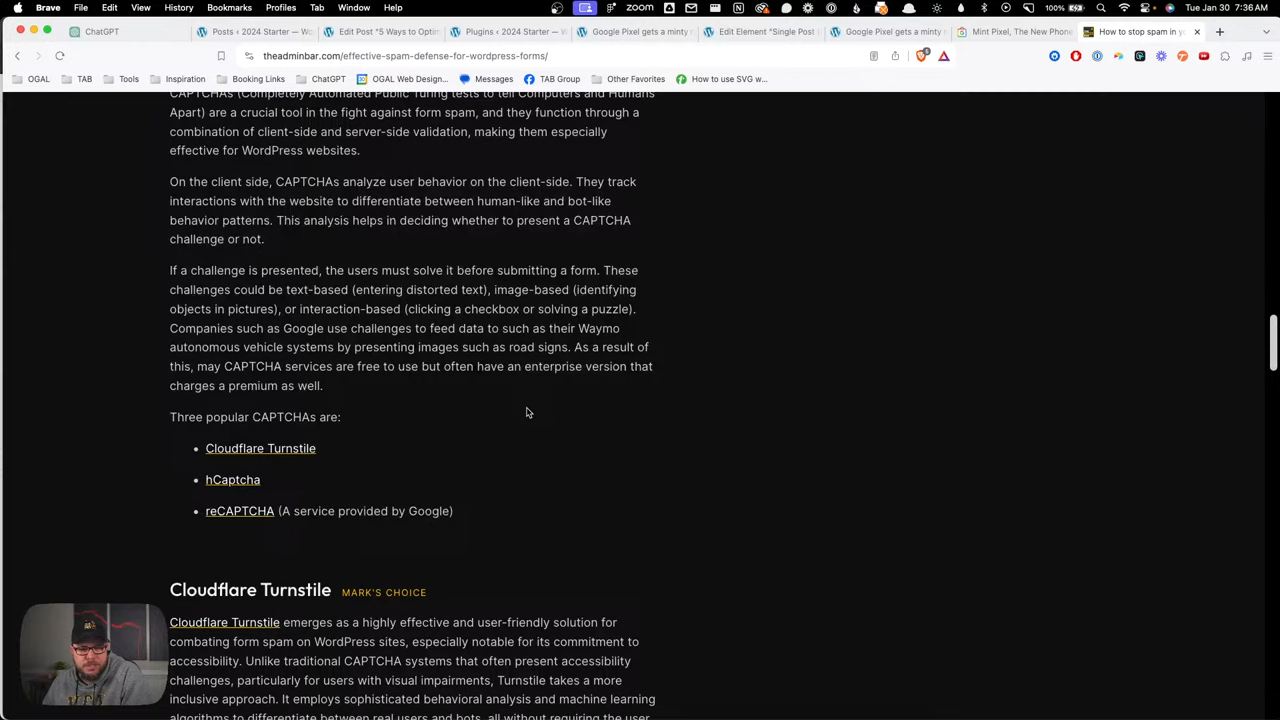 Brave File Edit View History Bookmarks Profiles Tab Window Help zoom 100% Tue Jan 30 7:36 AM
ChatGPT Posts ‹ 2024 Starter — W Edit Post "5 Ways to Optim Plugins ‹ 2024 Starter — W Google Pixel gets a minty Edit Element "Single Post Google Pixel gets a minty Mint Pixel, The New Phone How to stop spam in y
theadminbar.com/effective-spam-defense-for-wordpress-forms/
OGAL TAB Tools Inspiration Booking Links ChatGPT OGAL Web Design... Messages TAB Group Other Favorites How to use SVG w...
CAPTCHAs (Completely Automated Public Turing tests to tell Computers and Humans
Apart) are a crucial tool in the fight against form spam, and they function through a
combination of client-side and server-side validation, making them especially
effective for WordPress websites.
On the client side, CAPTCHAs analyze user behavior on the client-side. They track
interactions with the website to differentiate between human-like and bot-like
behavior patterns. This analysis helps in deciding whether to present a CAPTCHA
challenge or not.
If a challenge is presented, the users must solve it before submitting a form. These
challenges could be text-based (entering distorted text), image-based (identifying
objects in pictures), or interaction-based (clicking a checkbox or solving a puzzle).
Companies such as Google use challenges to feed data to such as their Waymo
autonomous vehicle systems by presenting images such as road signs. As a result of
this, may CAPTCHA services are free to use but often have an enterprise version that
charges a premium as well.
Three popular CAPTCHAs are:
• Cloudflare Turnstile
• hCaptcha
• reCAPTCHA (A service provided by Google)
Cloudflare Turnstile MARK'S CHOICE
Cloudflare Turnstile emerges as a highly effective and user-friendly solution for
combating form spam on WordPress sites, especially notable for its commitment to
accessibility. Unlike traditional CAPTCHA systems that often present accessibility
challenges, particularly for users with visual impairments, Turnstile takes a more
inclusive approach. It employs sophisticated behavioral analysis and machine learning
algorithms to differentiate between real users and bots, all without requiring the user